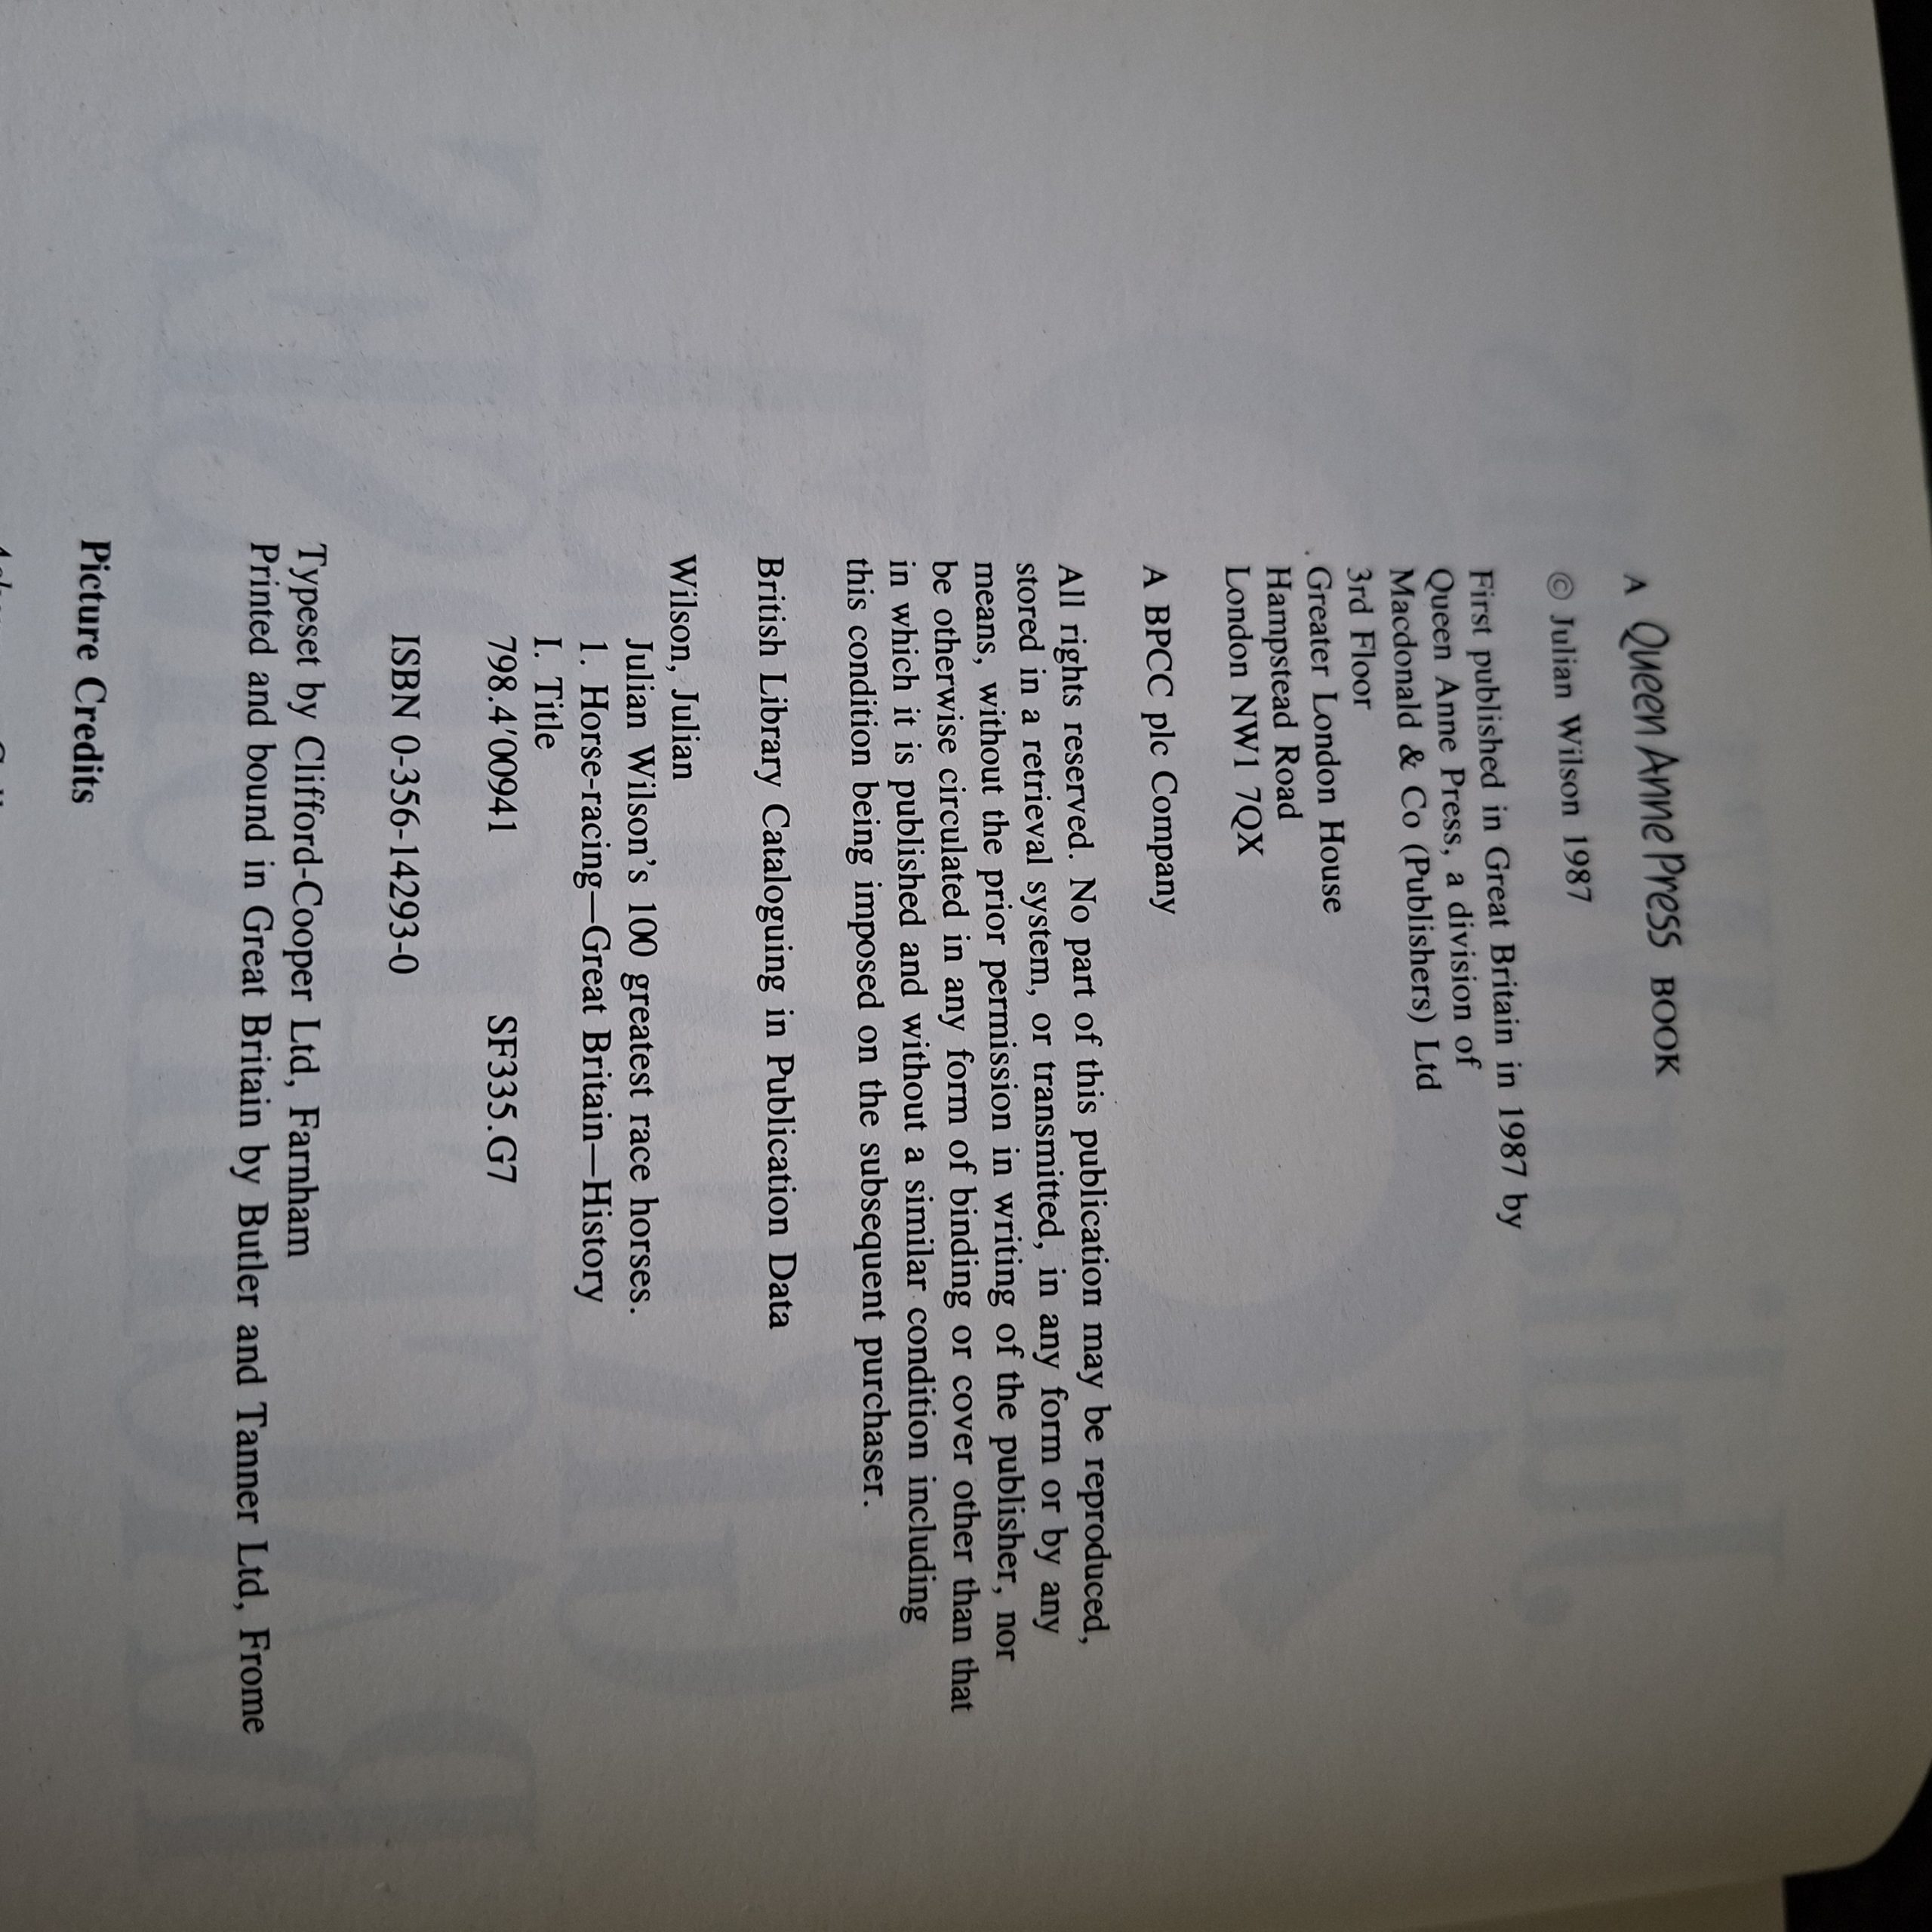 A Queen Anne Press BOOK
© Julian Wilson 1987
First published in Great Britain in 1987 by
Queen Anne Press, a division of
Macdonald & Co (Publishers) Ltd
3rd Floor
Greater London House
Hampstead Road
London NW1 7QX
A BPCC plc Company
All rights reserved. No part of this publication may be reproduced,
stored in a retrieval system, or transmitted, in any form or by any
means, without the prior permission in writing of the publisher, nor
be otherwise circulated in any form of binding or cover other than that
in which it is published and without a similar condition including
this condition being imposed on the subsequent purchaser.
British Library Cataloguing in Publication Data
Wilson, Julian
Julian Wilson's 100 greatest race horses.
1. Horse-racing—Great Britain—History
I. Title
798.4'00941 SF335.G7
ISBN 0-356-14293-0
Typeset by Clifford-Cooper Ltd, Farnham
Printed and bound in Great Britain by Butler and Tanner Ltd, Frome
Picture Credits